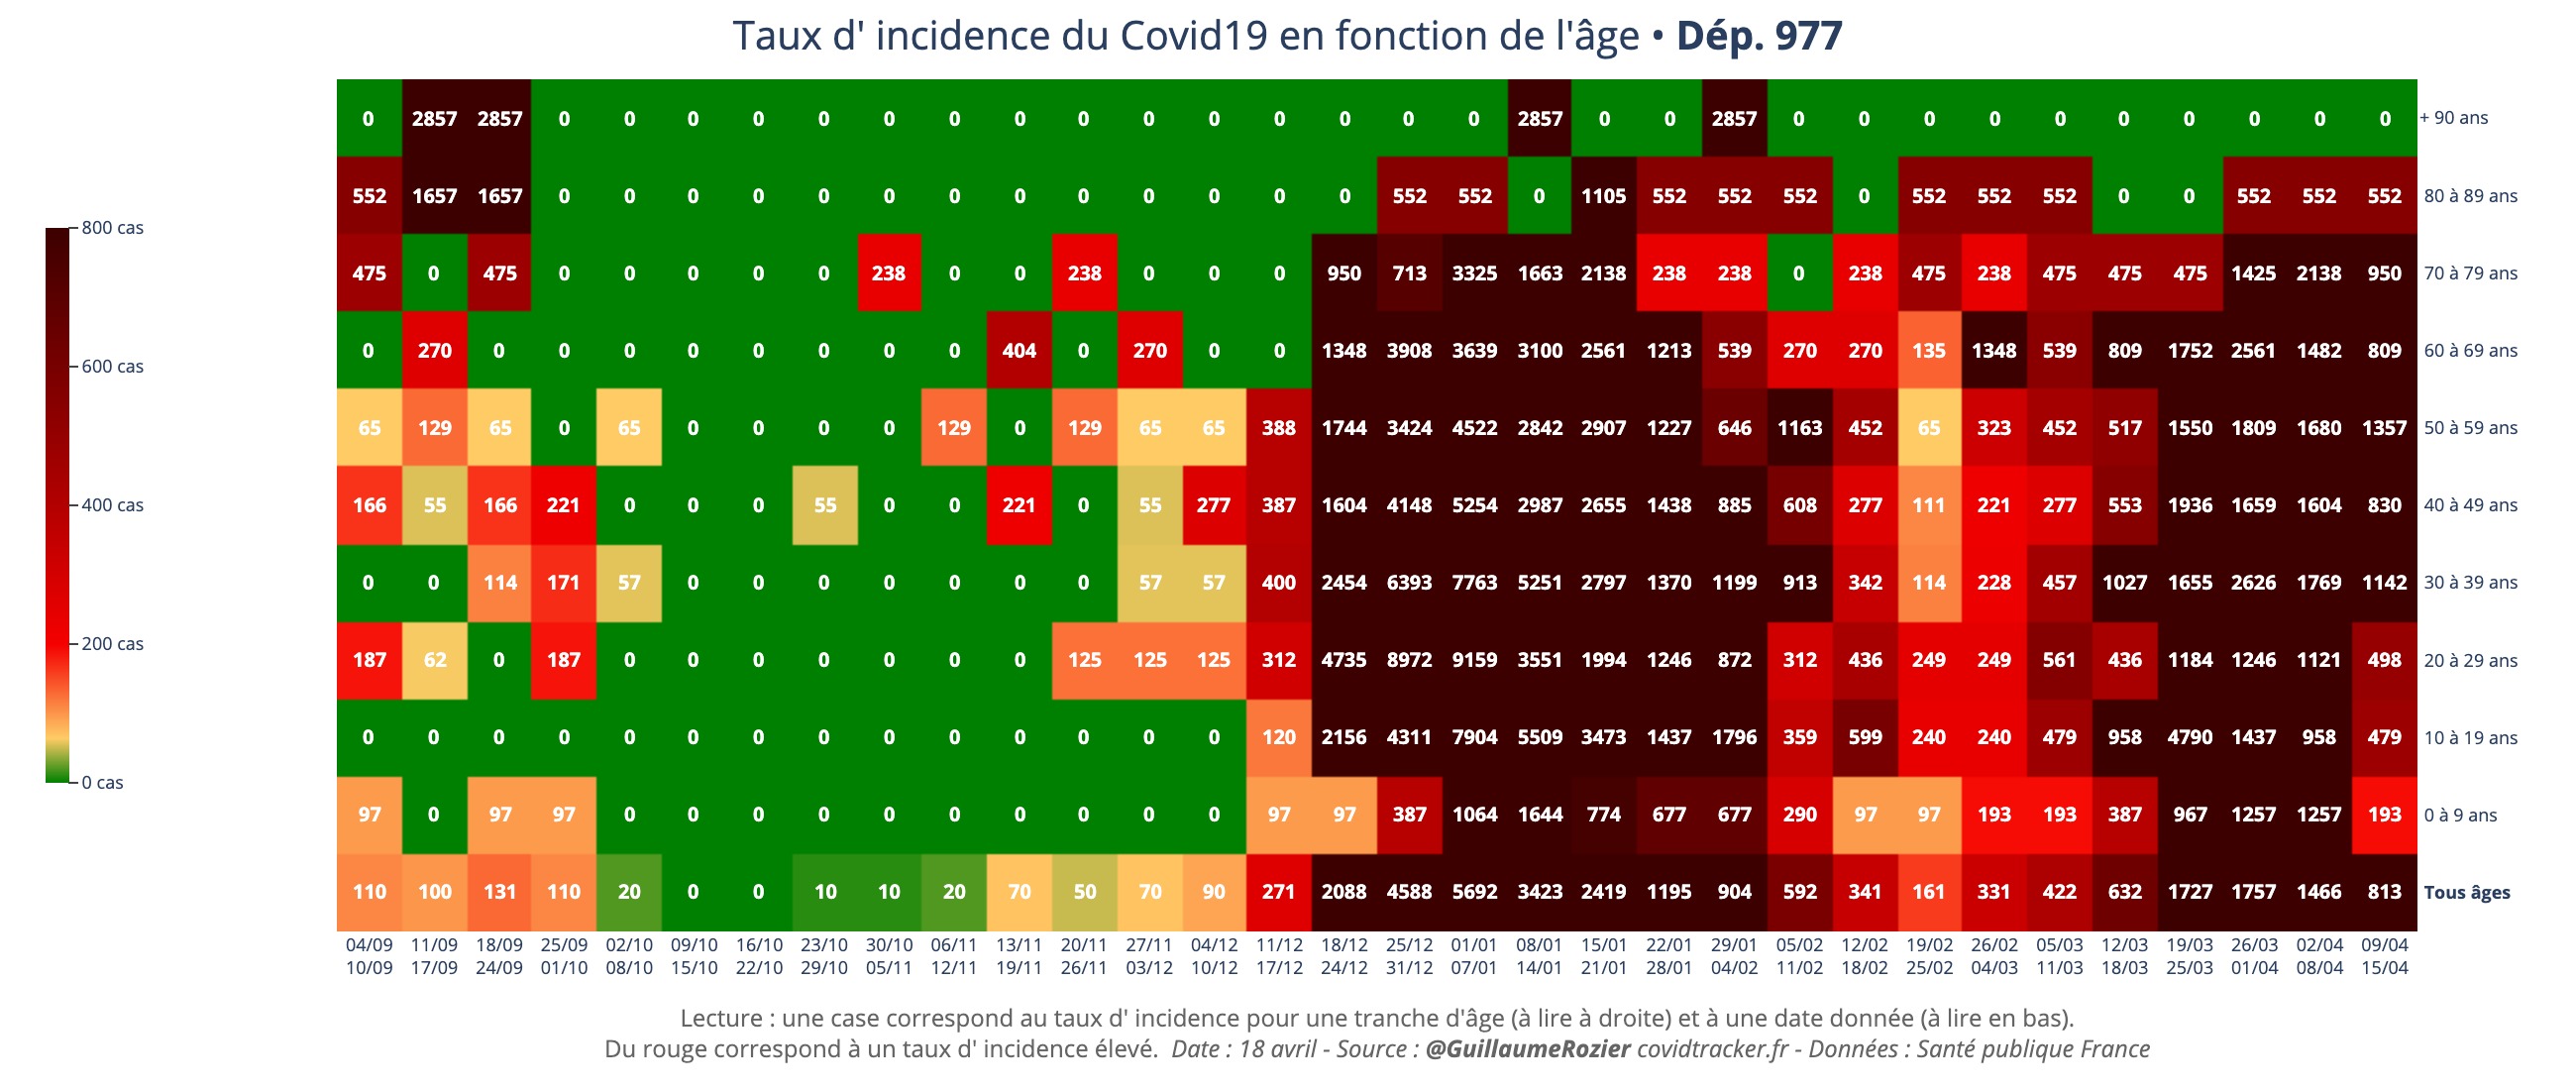 Taux d' incidence du Covid19 en fonction de l'âge • Dép. 977
800 cas
600 cas
400 cas
200 cas
0 cas
0 2857 2857 0 0 0 0 0 0 0 0 0 0 0 0 0 0 0 2857 0 0 2857 0 0 0 0 0 0 0 0 0 0 + 90 ans
552 1657 1657 0 0 0 0 0 0 0 0 0 0 0 0 0 552 552 0 1105 552 552 552 0 552 552 552 0 0 552 552 552 80 à 89 ans
475 0 475 0 0 0 0 0 238 0 0 238 0 0 0 950 713 3325 1663 2138 238 238 0 238 475 238 475 475 475 1425 2138 950 70 à 79 ans
0 270 0 0 0 0 0 0 0 0 404 0 270 0 0 1348 3908 3639 3100 2561 1213 539 270 270 135 1348 539 809 1752 2561 1482 809 60 à 69 ans
65 129 65 0 65 0 0 0 0 129 0 129 65 65 388 1744 3424 4522 2842 2907 1227 646 1163 452 65 323 452 517 1550 1809 1680 1357 50 à 59 ans
166 55 166 221 0 0 0 55 0 0 221 0 55 277 387 1604 4148 5254 2987 2655 1438 885 608 277 111 221 277 553 1936 1659 1604 830 40 à 49 ans
0 0 114 171 57 0 0 0 0 0 0 0 57 57 400 2454 6393 7763 5251 2797 1370 1199 913 342 114 228 457 1027 1655 2626 1769 1142 30 à 39 ans
187 62 0 187 0 0 0 0 0 0 0 125 125 125 312 4735 8972 9159 3551 1994 1246 872 312 436 249 249 561 436 1184 1246 1121 498 20 à 29 ans
0 0 0 0 0 0 0 0 0 0 0 0 0 0 120 2156 4311 7904 5509 3473 1437 1796 359 599 240 240 479 958 4790 1437 958 479 10 à 19 ans
97 0 97 97 0 0 0 0 0 0 0 0 0 0 97 97 387 1064 1644 774 677 677 290 97 97 193 193 387 967 1257 1257 193 0 à 9 ans
110 100 131 110 20 0 0 10 10 20 70 50 70 90 271 2088 4588 5692 3423 2419 1195 904 592 341 161 331 422 632 1727 1757 1466 813 Tous âges
04/09 11/09 18/09 25/09 02/10 09/10 16/10 23/10 30/10 06/11 13/11 20/11 27/11 04/12 11/12 18/12 25/12 01/01 08/01 15/01 22/01 29/01 05/02 12/02 19/02 26/02 05/03 12/03 19/03 26/03 02/04 09/04
10/09 17/09 24/09 01/10 08/10 15/10 22/10 29/10 05/11 12/11 19/11 26/11 03/12 10/12 17/12 24/12 31/12 07/01 14/01 21/01 28/01 04/02 11/02 18/02 25/02 04/03 11/03 18/03 25/03 01/04 08/04 15/04
Lecture : une case correspond au taux d' incidence pour une tranche d'âge (à lire à droite) et à une date donnée (à lire en bas).
Du rouge correspond à un taux d' incidence élevé. Date : 18 avril - Source : @GuillaumeRozier covidtracker.fr - Données : Santé publique France